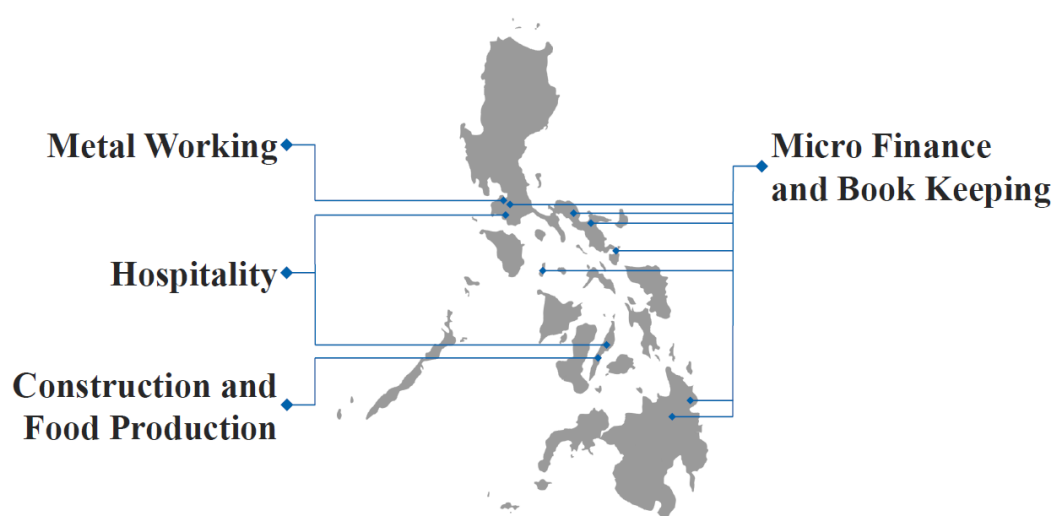 Metal Working
Hospitality
Construction and
Food Production
Micro Finance
and Book Keeping